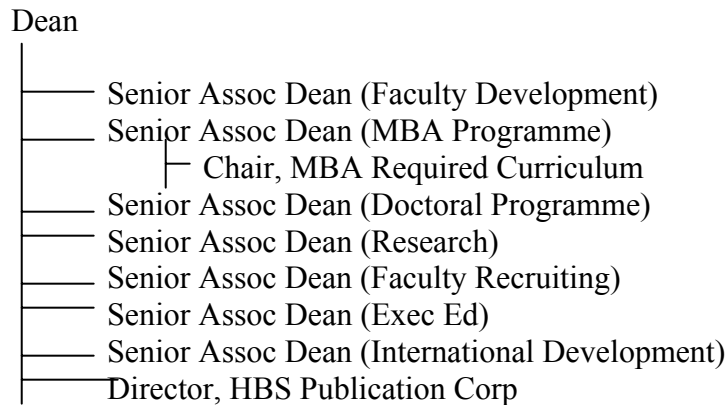 Dean
Senior Assoc Dean (Faculty Development)
Senior Assoc Dean (MBA Programme)
Chair, MBA Required Curriculum
Senior Assoc Dean (Doctoral Programme)
Senior Assoc Dean (Research)
Senior Assoc Dean (Faculty Recruiting)
Senior Assoc Dean (Exec Ed)
Senior Assoc Dean (International Development)
Director, HBS Publication Corp